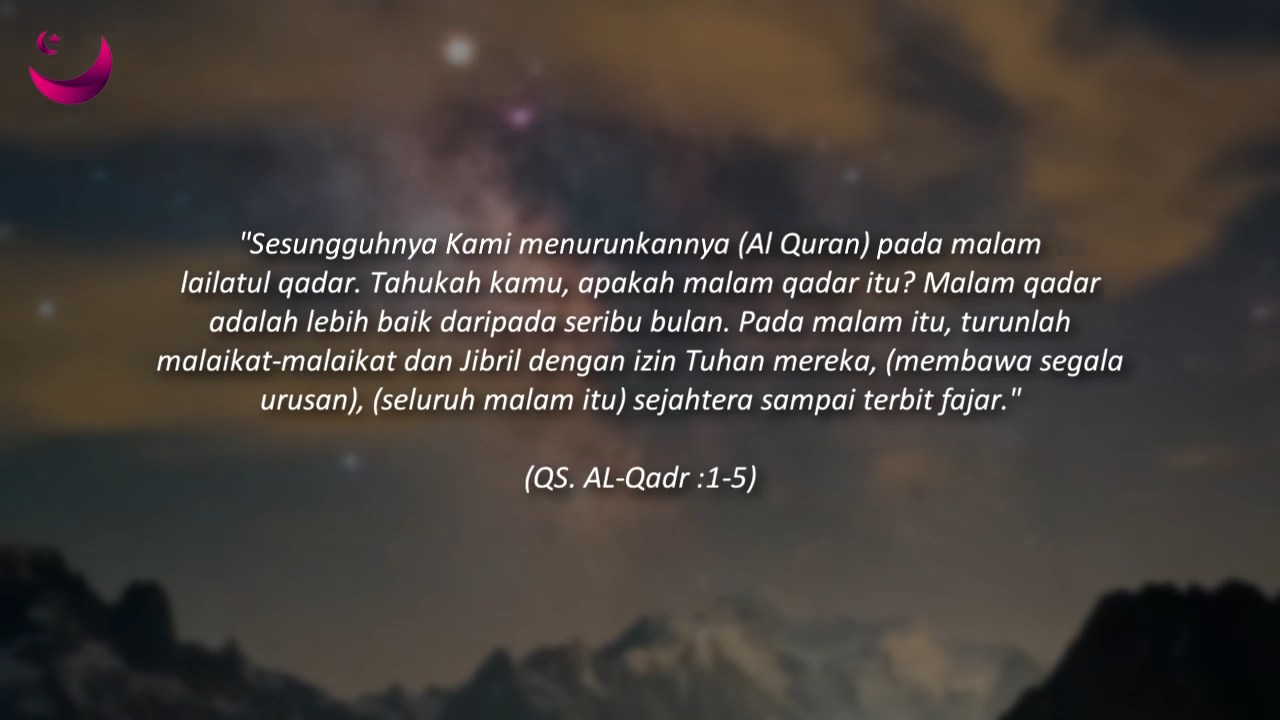 "Sesungguhnya Kami menurunkannya (Al Quran) pada malam
lailatul qadar. Tahukah kamu, apakah malam qadar itu? Malam qadar
adalah lebih baik daripada seribu bulan. Pada malam itu, turunlah
malaikat-malaikat dan Jibril dengan izin Tuhan mereka, (membawa segala
urusan), (seluruh malam itu) sejahtera sampai terbit fajar."
(QS. AL-Qadr :1-5)